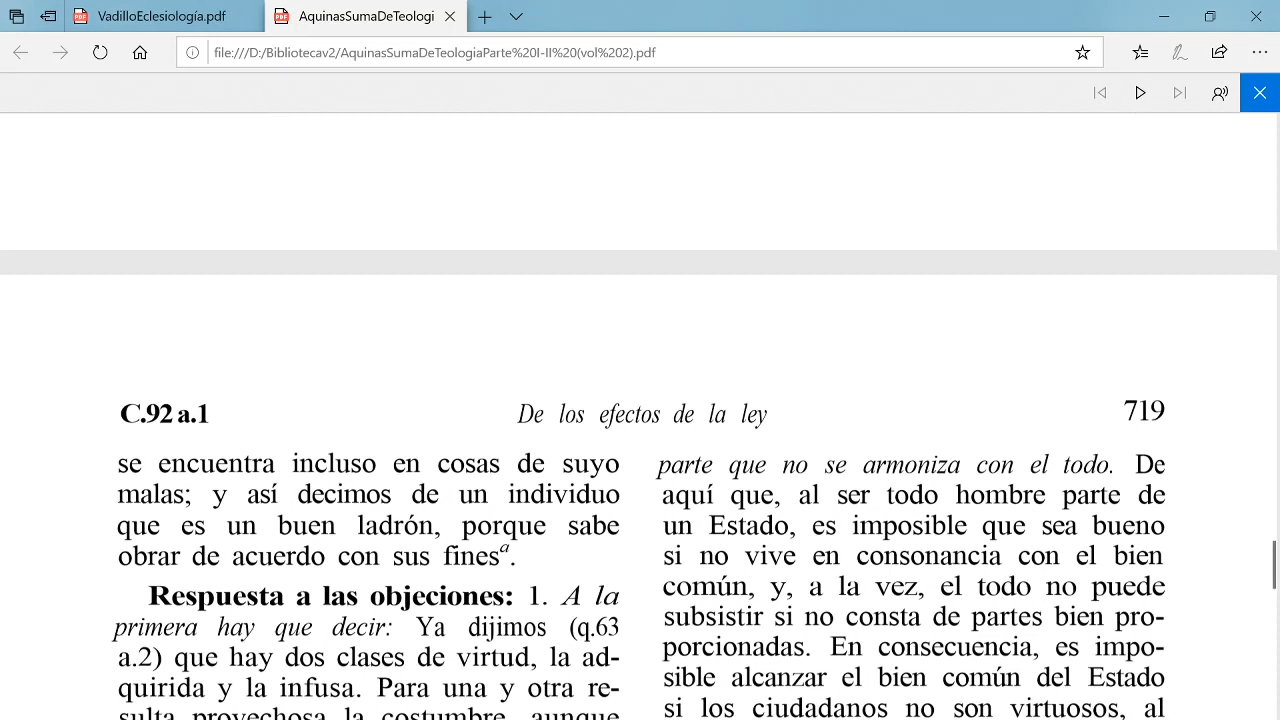 VadilloEclesiología.pdf
AquinasSumaDeTeologi
file:///D:/Bibliotecav2/AquinasSumaDeTeologiaParte%20I-II%20(vol%202).pdf
C.92 a.1
De los efectos de la ley
719
se encuentra incluso en cosas de suyo
malas; y así decimos de un individuo
que es un buen ladrón, porque sabe
obrar de acuerdo con sus finesª.
Respuesta a las objeciones: 1. A la
primera hay que decir: Ya dijimos (q.63
a.2) que hay dos clases de virtud, la ad-
quirida y la infusa. Para una y otra re-
sulta provechosa la costumbre, aunque
parte que no se armoniza con el todo. De
aquí que, al ser todo hombre parte de
un Estado, es imposible que sea bueno
si no vive en consonancia con el bien
común, y, a la vez, el todo no puede
subsistir si no consta de partes bien pro-
porcionadas. En consecuencia, es impo-
sible alcanzar el bien común del Estado
si los ciudadanos no son virtuosos, al